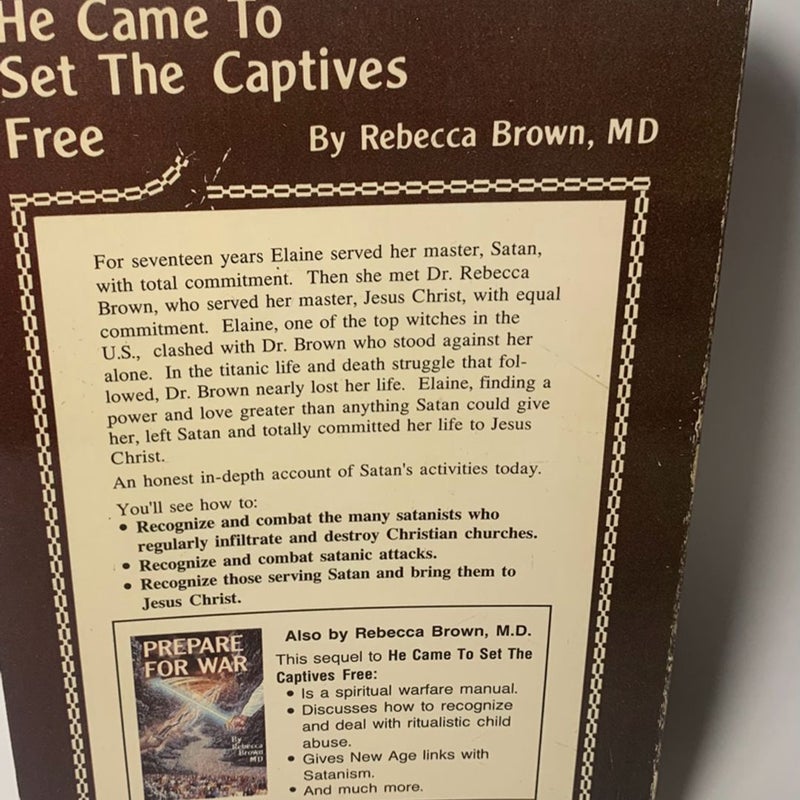 He Came To
Set The Captives
Free
By Rebecca Brown, MD
For seventeen years Elaine served her master, Satan,
with total commitment. Then she met Dr. Rebecca
Brown, who served her master, Jesus Christ, with equal
commitment. Elaine, one of the top witches in the
U.S., clashed with Dr. Brown who stood against her
alone. In the titanic life and death struggle that fol-
lowed, Dr. Brown nearly lost her life. Elaine, finding a
power and love greater than anything Satan could give
her, left Satan and totally committed her life to Jesus
Christ.
An honest in-depth account of Satan's activities today.
You'll see how to:
• Recognize and combat the many satanists who
regularly infiltrate and destroy Christian churches.
• Recognize and combat satanic attacks.
• Recognize those serving Satan and bring them to
Jesus Christ.
PREPARE
FOR WAR
By
Rebecca
Brown
MD
Also by Rebecca Brown, M.D.
This sequel to He Came To Set The
Captives Free:
• Is a spiritual warfare manual.
• Discusses how to recognize
and deal with ritualistic child
abuse.
• Gives New Age links with
Satanism.
• And much more.